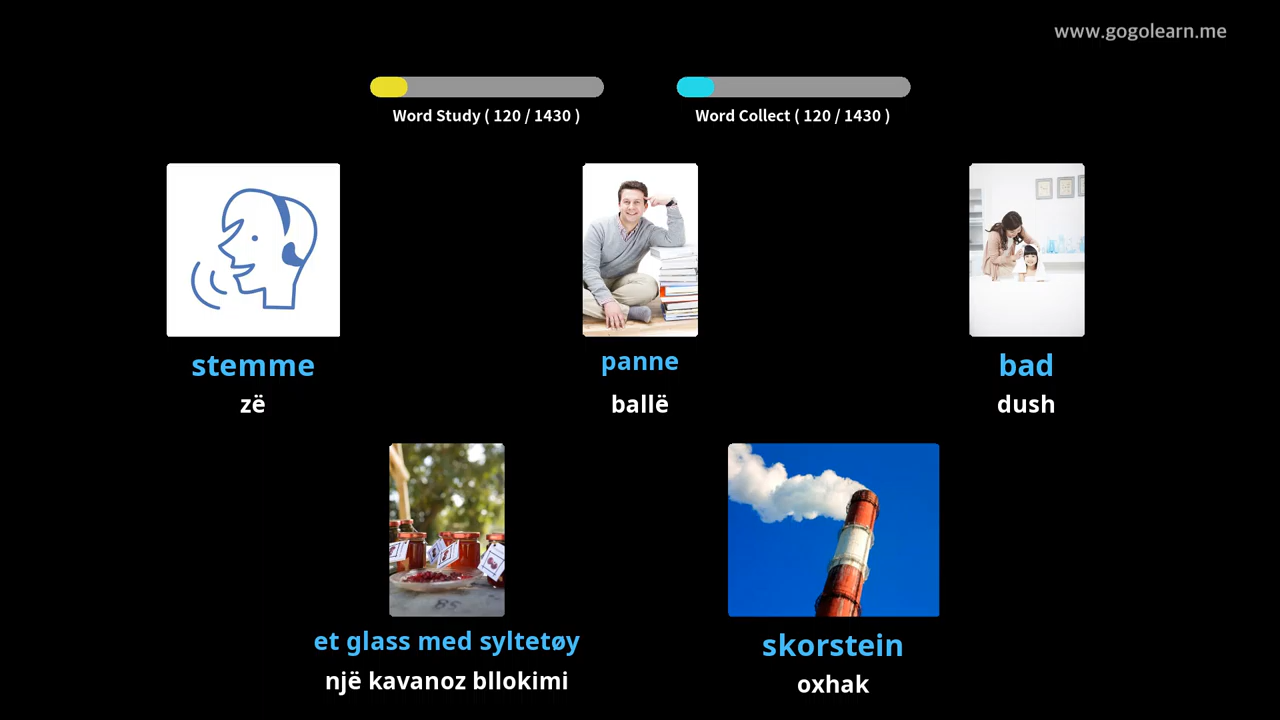 www.gogolearn.me
Word Study ( 120 / 1430 )
Word Collect ( 120 / 1430 )
stemme
zë
panne
ballë
bad
dush
et glass med syltetøy
një kavanoz bllokimi
skorstein
oxhak